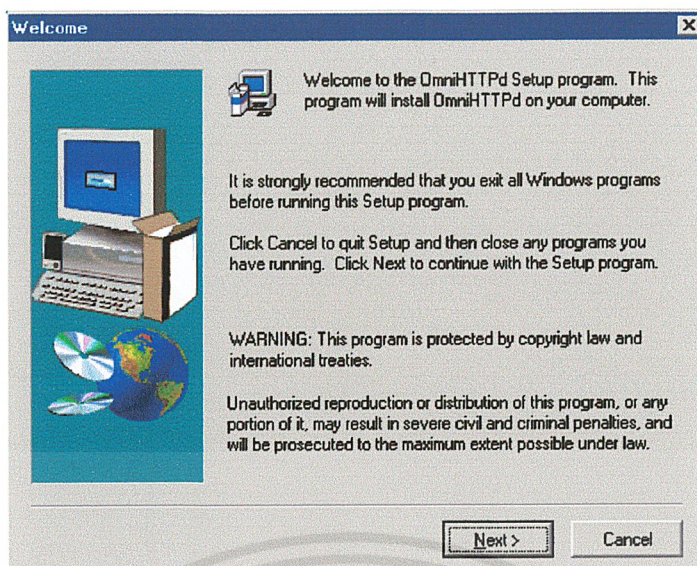 Welcome
Welcome to the OmniHTTPd Setup program. This
program will install OmniHTTPd on your computer.
It is strongly recommended that you exit all Windows programs
before running this Setup program.
Click Cancel to quit Setup and then close any programs you
have running. Click Next to continue with the Setup program.
WARNING: This program is protected by copyright law and
international treaties.
Unauthorized reproduction or distribution of this program, or any
portion of it, may result in severe civil and criminal penalties, and
will be prosecuted to the maximum extent possible under law.
Next >
Cancel